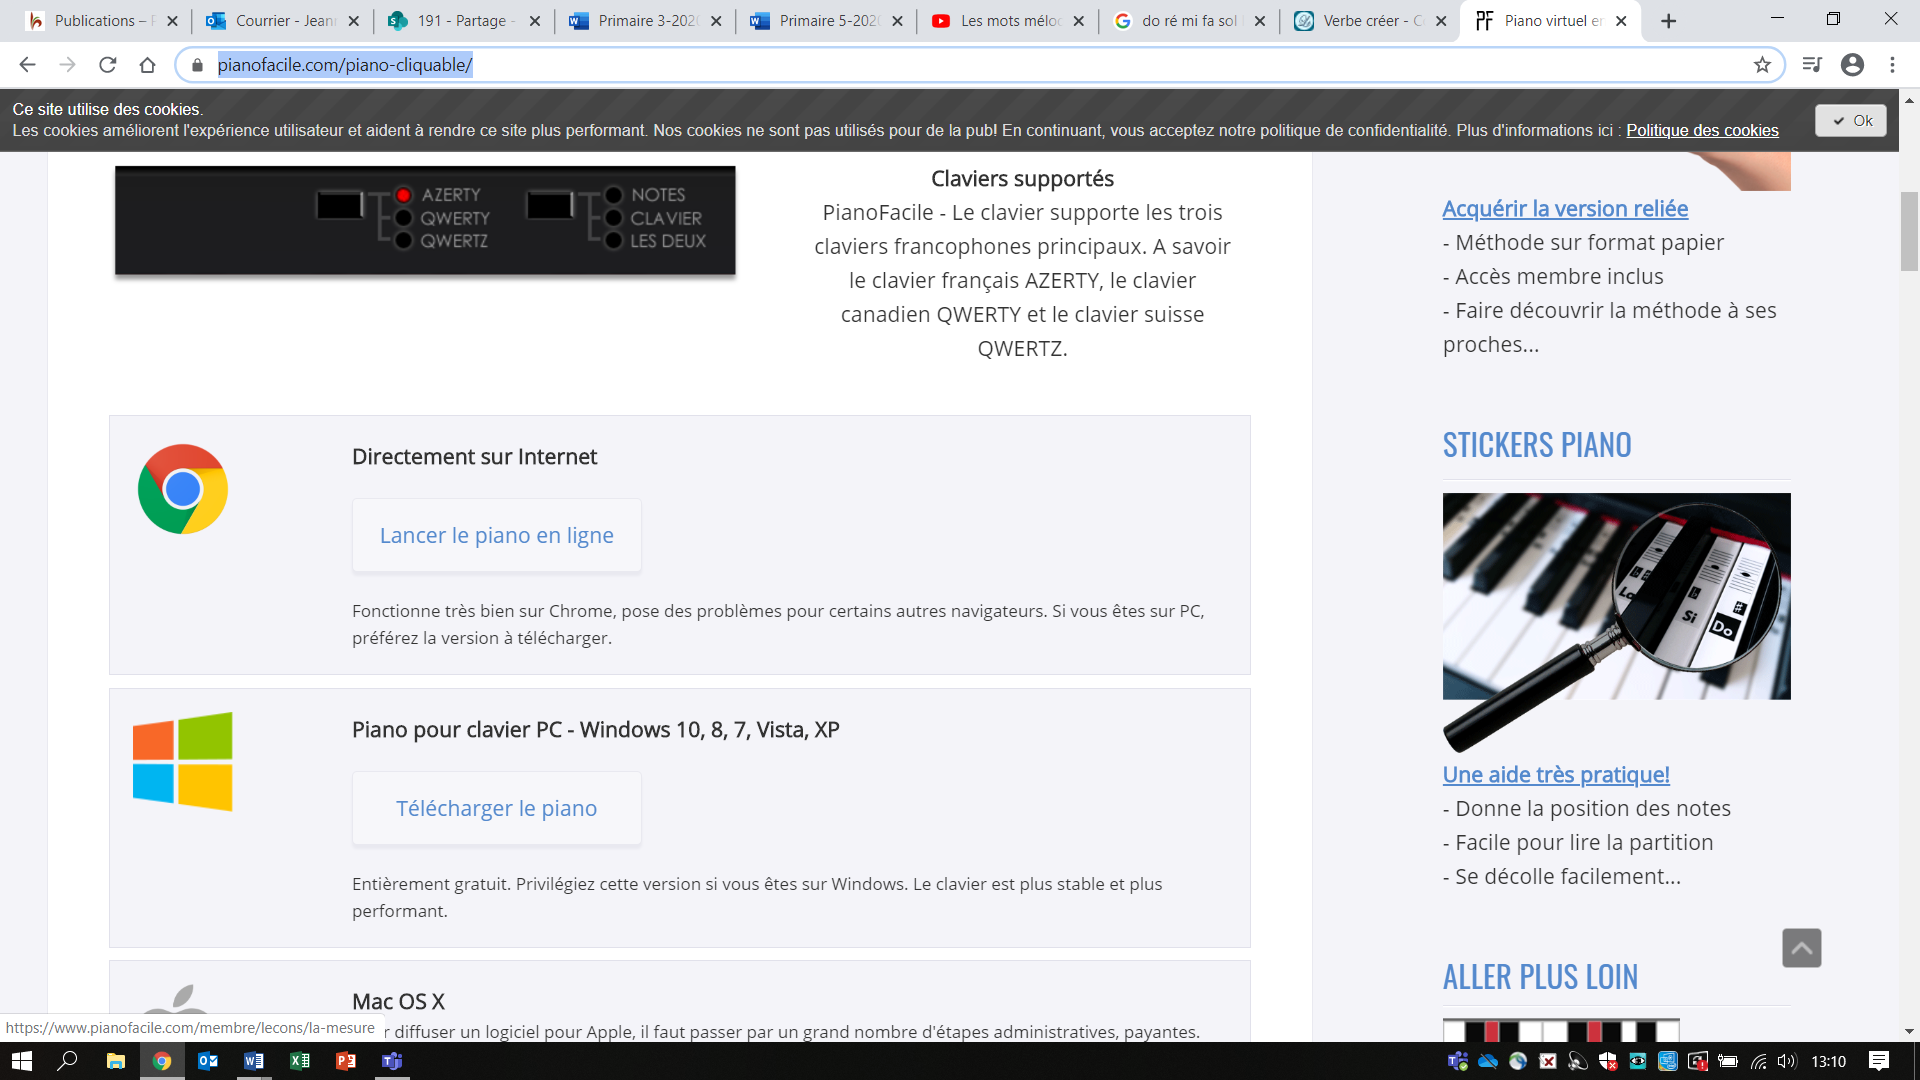 Publications – P
Courrier - Jeann
191 - Partage -
Primaire 3-2020
Primaire 5-2020
Les mots méloc
do ré mi fa sol
Verbe créer - C
Piano virtuel en
pianofacile.com/piano-cliquable/
Ce site utilise des cookies.
Les cookies améliorent l'expérience utilisateur et aident à rendre ce site plus performant. Nos cookies ne sont pas utilisés pour de la pub! En continuant, vous acceptez notre politique de confidentialité. Plus d'informations ici : Politique des cookies
Ok
AZERTY
QWERTY
QWERTZ
NOTES
CLAVIER
LES DEUX
Claviers supportés
PianoFacile - Le clavier supporte les trois
claviers francophones principaux. A savoir
le clavier français AZERTY, le clavier
canadien QWERTY et le clavier suisse
QWERTZ.
Directement sur Internet
Lancer le piano en ligne
Fonctionne très bien sur Chrome, pose des problèmes pour certains autres navigateurs. Si vous êtes sur PC,
préférez la version à télécharger.
Piano pour clavier PC - Windows 10, 8, 7, Vista, XP
Télécharger le piano
Entièrement gratuit. Privilégiez cette version si vous êtes sur Windows. Le clavier est plus stable et plus
performant.
Mac OS X
r diffuser un logiciel pour Apple, il faut passer par un grand nombre d'étapes administratives, payantes.
Acquérir la version reliée
- Méthode sur format papier
- Accès membre inclus
- Faire découvrir la méthode à ses
proches...
STICKERS PIANO
La
Si
Do
Une aide très pratique!
- Donne la position des notes
- Facile pour lire la partition
- Se décolle facilement...
ALLER PLUS LOIN
https://www.pianofacile.com/membre/lecons/la-mesure
13:10